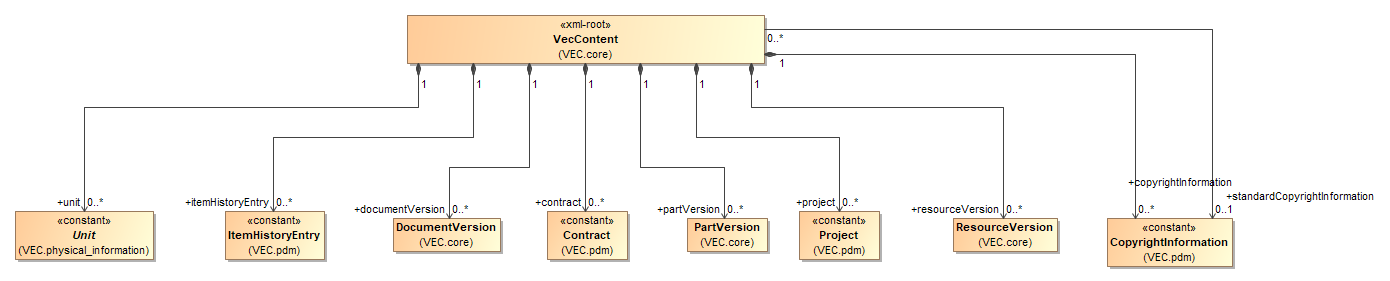 «xml-root»
VecContent
(VEC.core)
0..*
1
1
1
1
1
1
1
1
+copyrightInformation
+standardCopyrightInformation
+unit 0..*
+itemHistoryEntry 0..*
+documentVersion 0..*
+contract 0..*
+partVersion 0..*
+project 0..*
+resourceVersion 0..*
0..*
0..1
«constant»
Unit
(VEC.physical_information)
«constant»
ItemHistoryEntry
(VEC.pdm)
DocumentVersion
(VEC.core)
«constant»
Contract
(VEC.pdm)
PartVersion
(VEC.core)
«constant»
Project
(VEC.pdm)
ResourceVersion
(VEC.core)
«constant»
CopyrightInformation
(VEC.pdm)